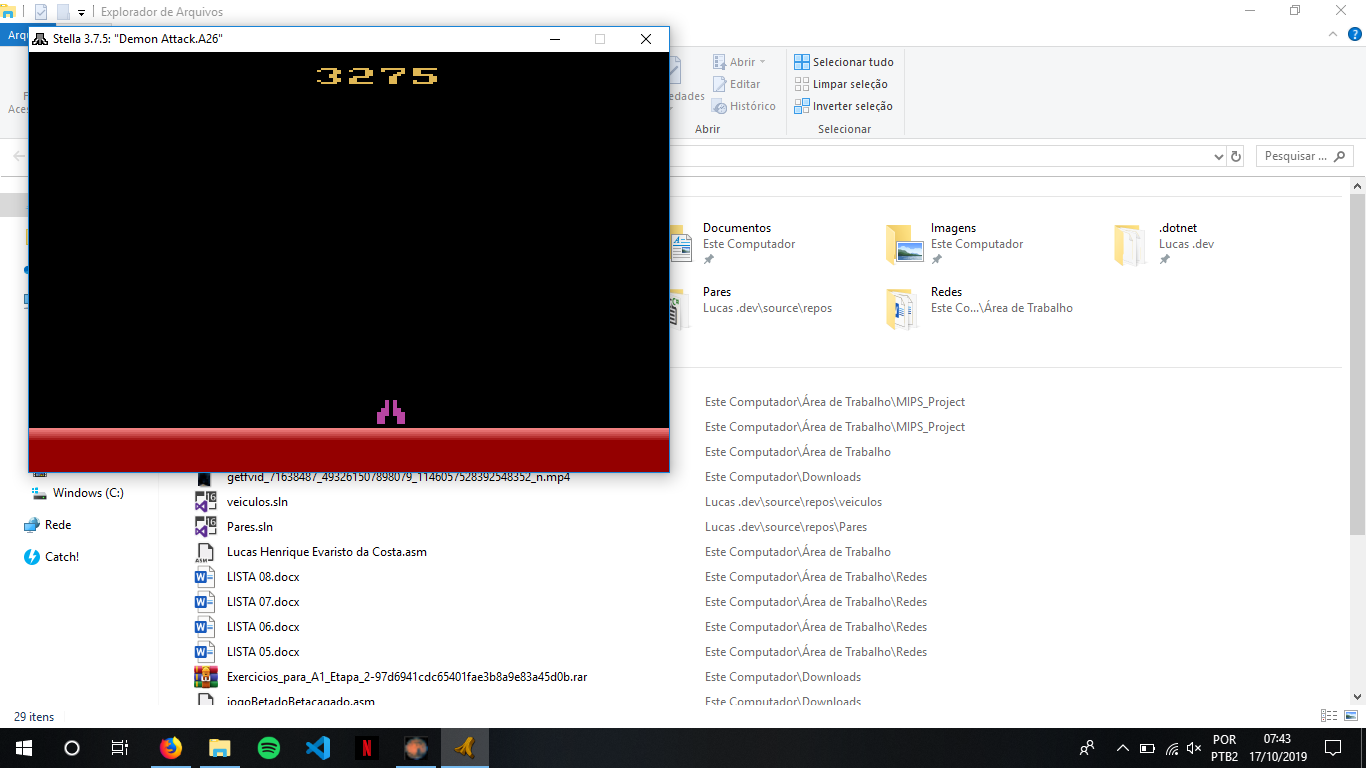 Explorador de Arquivos
Arqu
Stella 3.7.5: "Demon Attack.A26"
3275
F
Aces
edades
Abrir
Editar
Histórico
Abrir
Selecionar tudo
Limpar seleção
Inverter seleção
Selecionar
Pesquisar ...
Documentos
Este Computador
Imagens
Este Computador
.dotnet
Lucas .dev
Pares
Lucas .dev\source\repos
Redes
Este Co...\Área de Trabalho
Este Computador\Área de Trabalho\MIPS_Project
Este Computador\Área de Trabalho\MIPS_Project
Este Computador\Área de Trabalho
getfvid_71638487_493261507898079_1146057528392548352_n.mp4 Este Computador\Downloads
Windows (C:)
Rede
Catch!
veiculos.sln Lucas .dev\source\repos\veiculos
Pares.sln Lucas .dev\source\repos\Pares
Lucas Henrique Evaristo da Costa.asm Este Computador\Área de Trabalho
LISTA 08.docx Este Computador\Área de Trabalho\Redes
LISTA 07.docx Este Computador\Área de Trabalho\Redes
LISTA 06.docx Este Computador\Área de Trabalho\Redes
LISTA 05.docx Este Computador\Área de Trabalho\Redes
Exercicios_para_A1_Etapa_2-97d6941cdc65401fae3b8a9e83a45d0b.rar Este Computador\Downloads
jogoBetadoBetacagado.asm Este Computador\Downloads
29 itens
POR
PTB2
07:43
17/10/2019